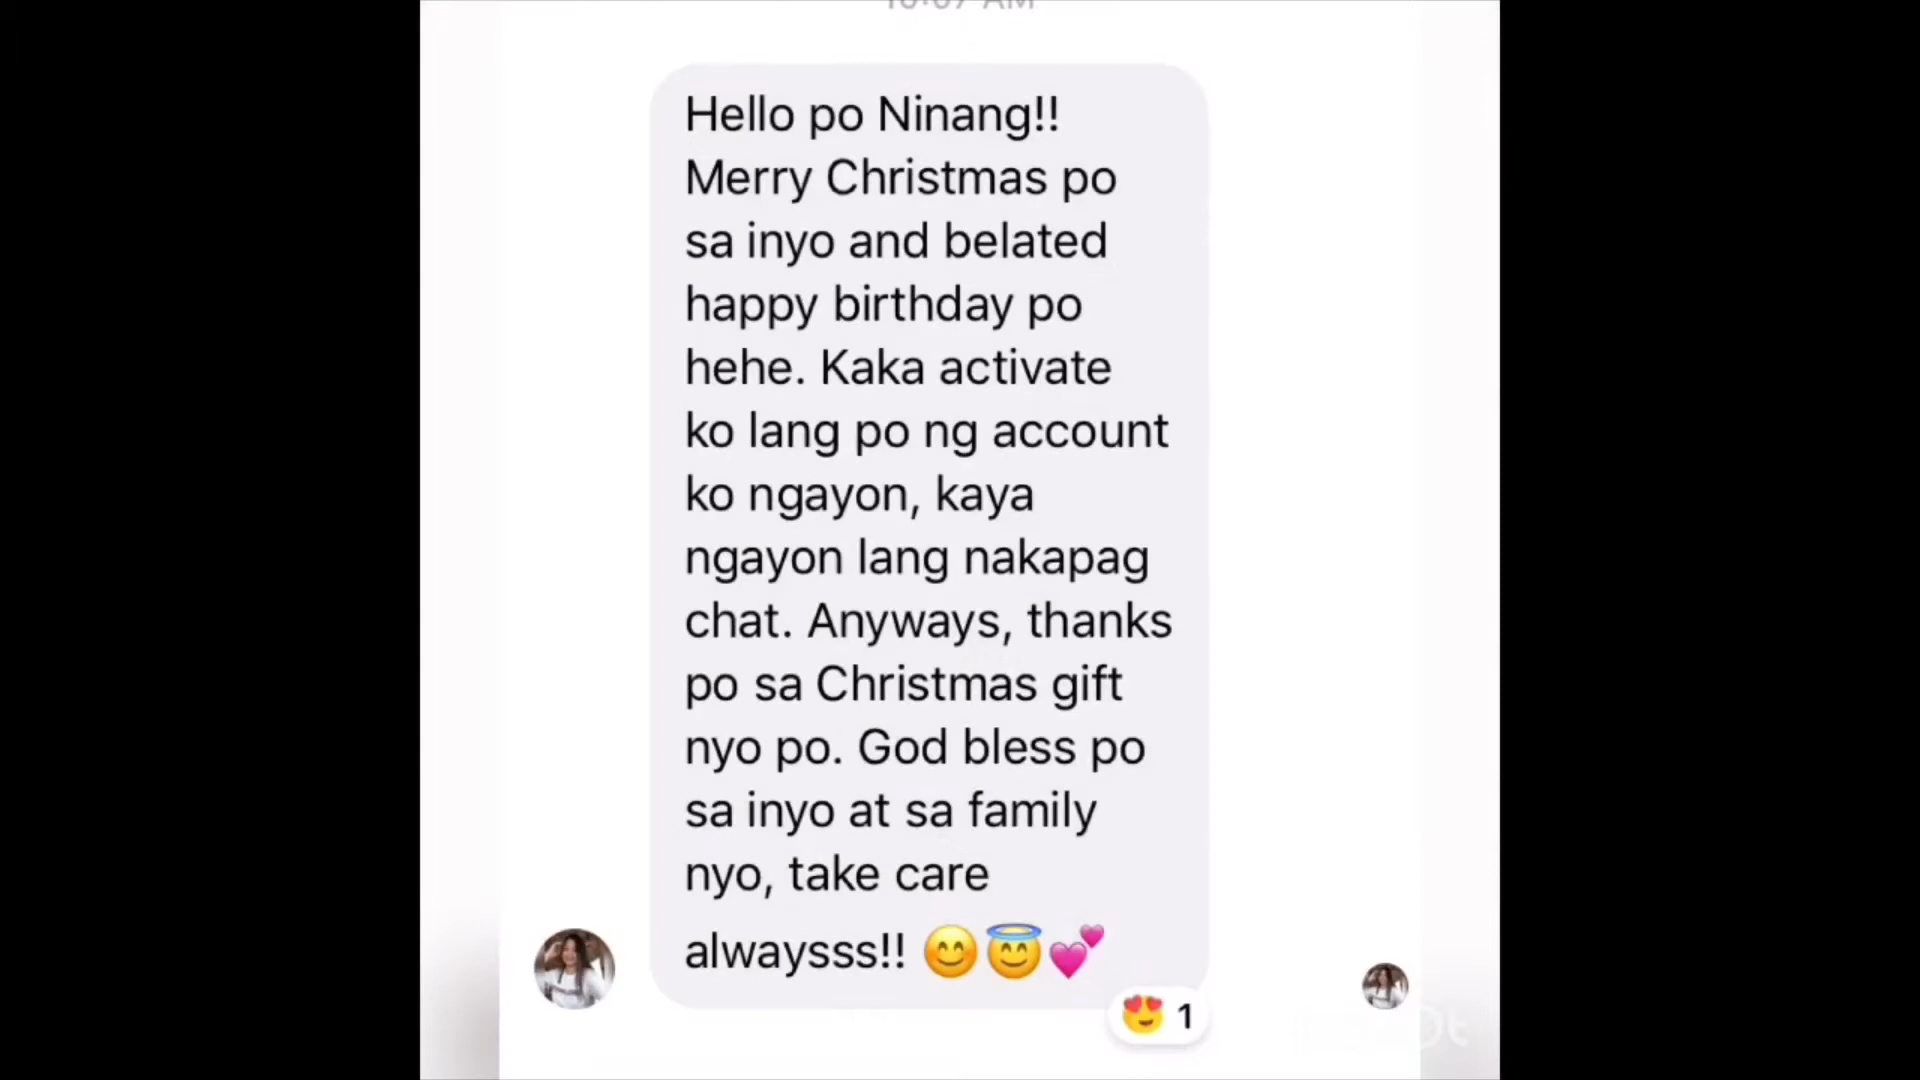 Hello po Ninang!!
Merry Christmas po
sa inyo and belated
happy birthday po
hehe. Kaka activate
ko lang po ng account
ko ngayon, kaya
ngayon lang nakapag
chat. Anyways, thanks
po sa Christmas gift
nyo po. God bless po
sa inyo at sa family
nyo, take care
alwaysss!! 😊😇💕
😍 1